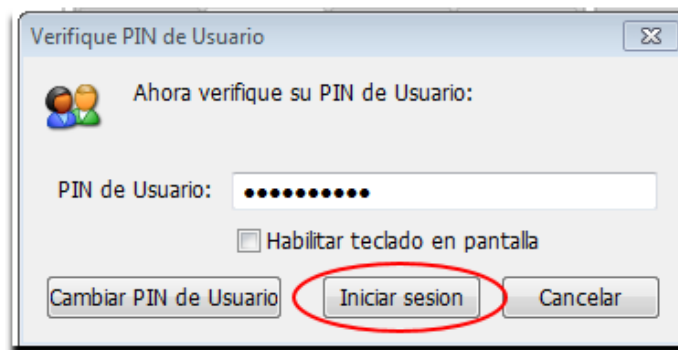 Verifique PIN de Usuario
Ahora verifique su PIN de Usuario:
PIN de Usuario: ••••••••••
Habilitar teclado en pantalla
Cambiar PIN de Usuario Iniciar sesion Cancelar